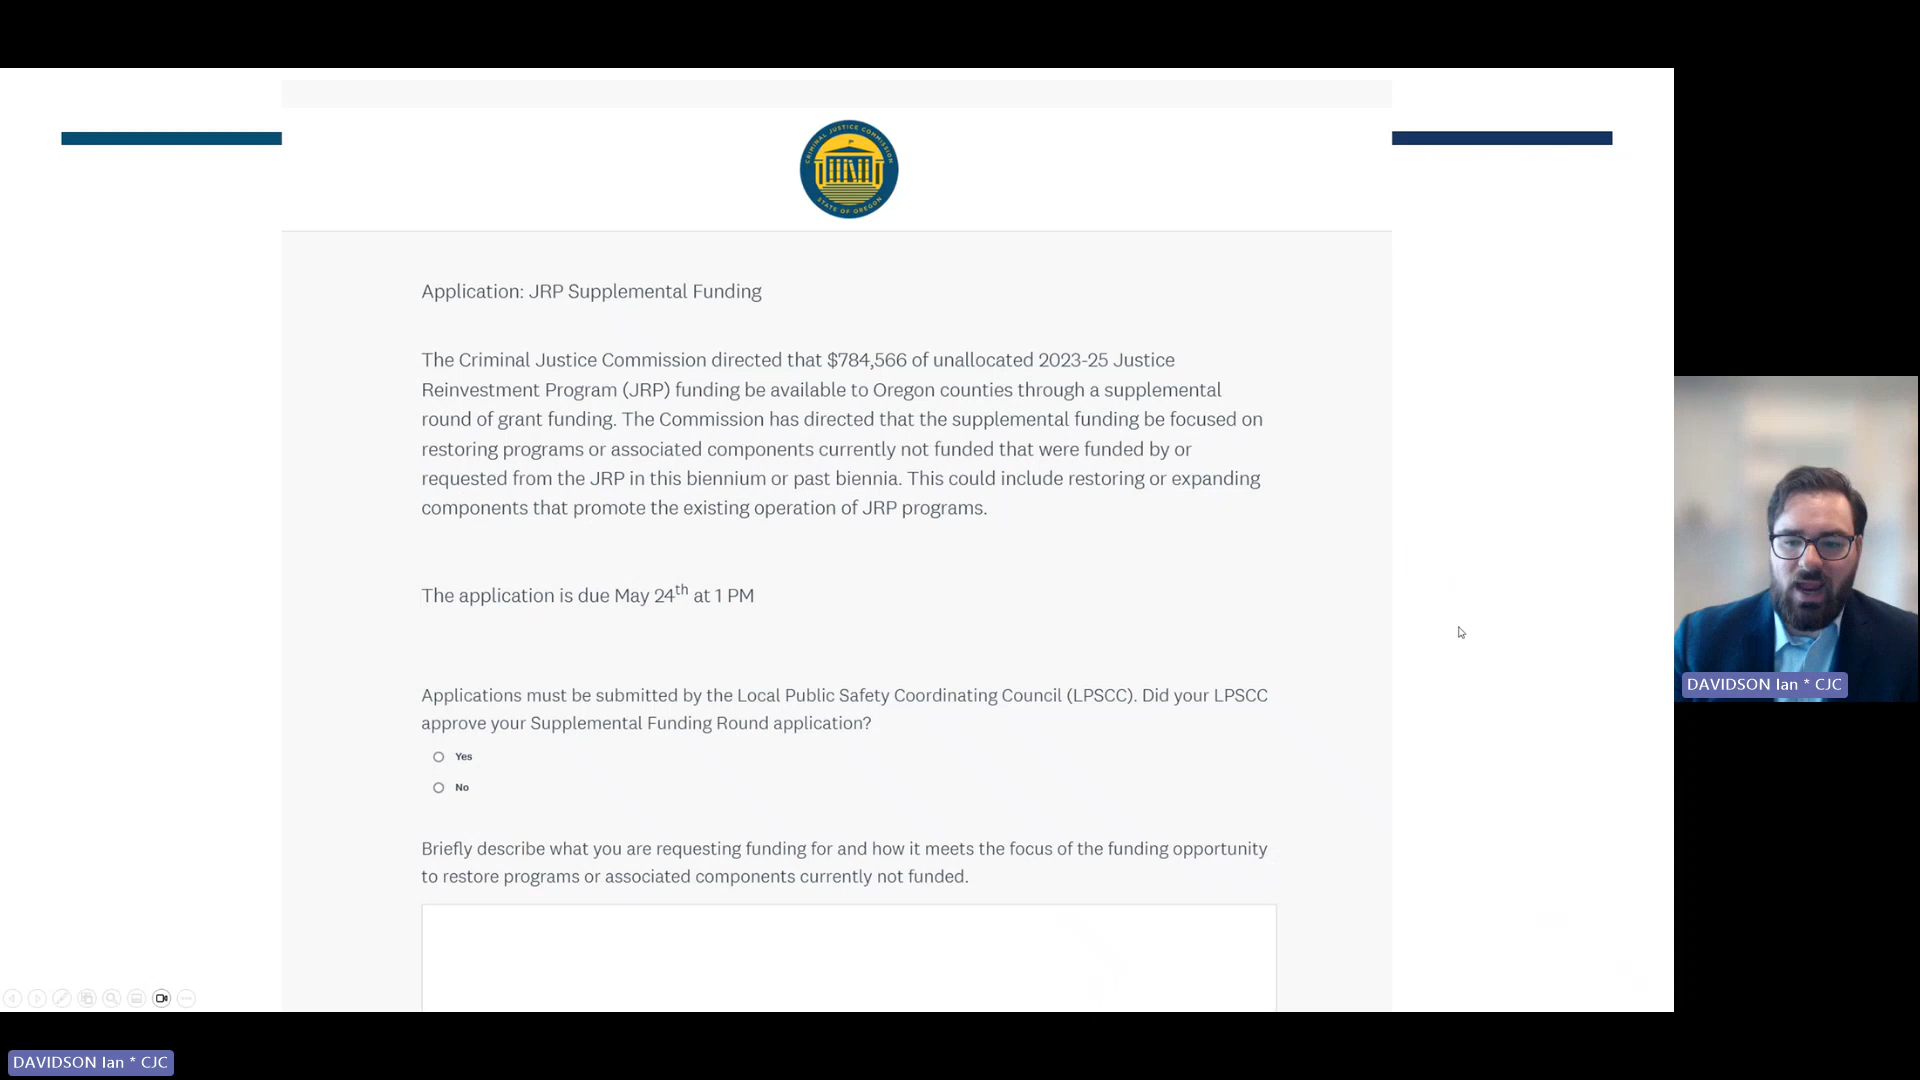 CRIMINAL JUSTICE COMMISSION
STATE OF OREGON
Application: JRP Supplemental Funding
The Criminal Justice Commission directed that $784,566 of unallocated 2023-25 Justice
Reinvestment Program (JRP) funding be available to Oregon counties through a supplemental
round of grant funding. The Commission has directed that the supplemental funding be focused on
restoring programs or associated components currently not funded that were funded by or
requested from the JRP in this biennium or past biennia. This could include restoring or expanding
components that promote the existing operation of JRP programs.
The application is due May 24th at 1 PM
Applications must be submitted by the Local Public Safety Coordinating Council (LPSCC). Did your LPSCC
approve your Supplemental Funding Round application?
Yes
No
Briefly describe what you are requesting funding for and how it meets the focus of the funding opportunity
to restore programs or associated components currently not funded.
DAVIDSON Ian * CJC
DAVIDSON Ian * CJC